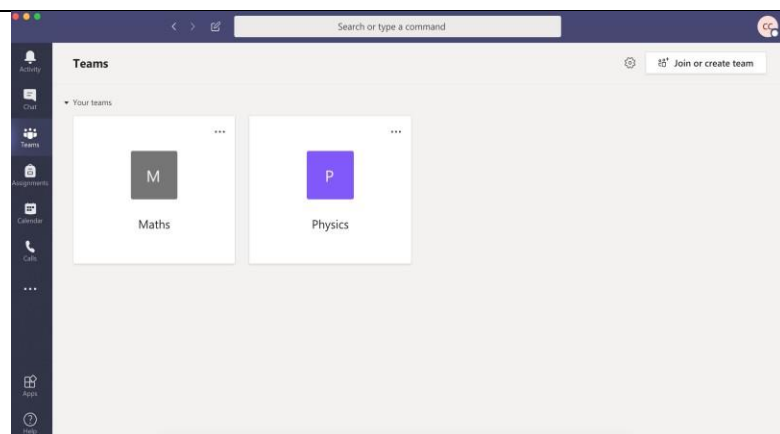 Search or type a command
CC
Activity
Teams
Join or create team
Chat
Your teams
Teams
M
P
Assignments
Maths
Physics
Calendar
Calls
Apps
Help